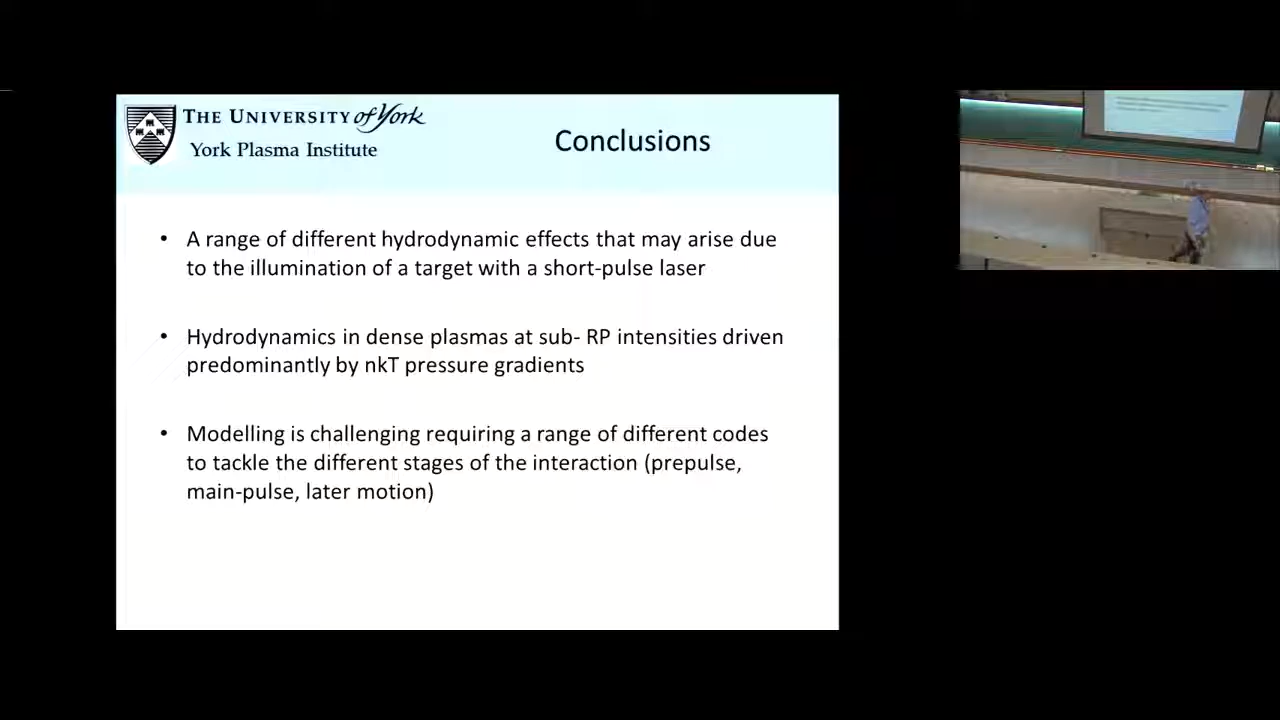 THE UNIVERSITY of York
York Plasma Institute
Conclusions
• A range of different hydrodynamic effects that may arise due
to the illumination of a target with a short-pulse laser
• Hydrodynamics in dense plasmas at sub- RP intensities driven
predominantly by nkT pressure gradients
• Modelling is challenging requiring a range of different codes
to tackle the different stages of the interaction (prepulse,
main-pulse, later motion)